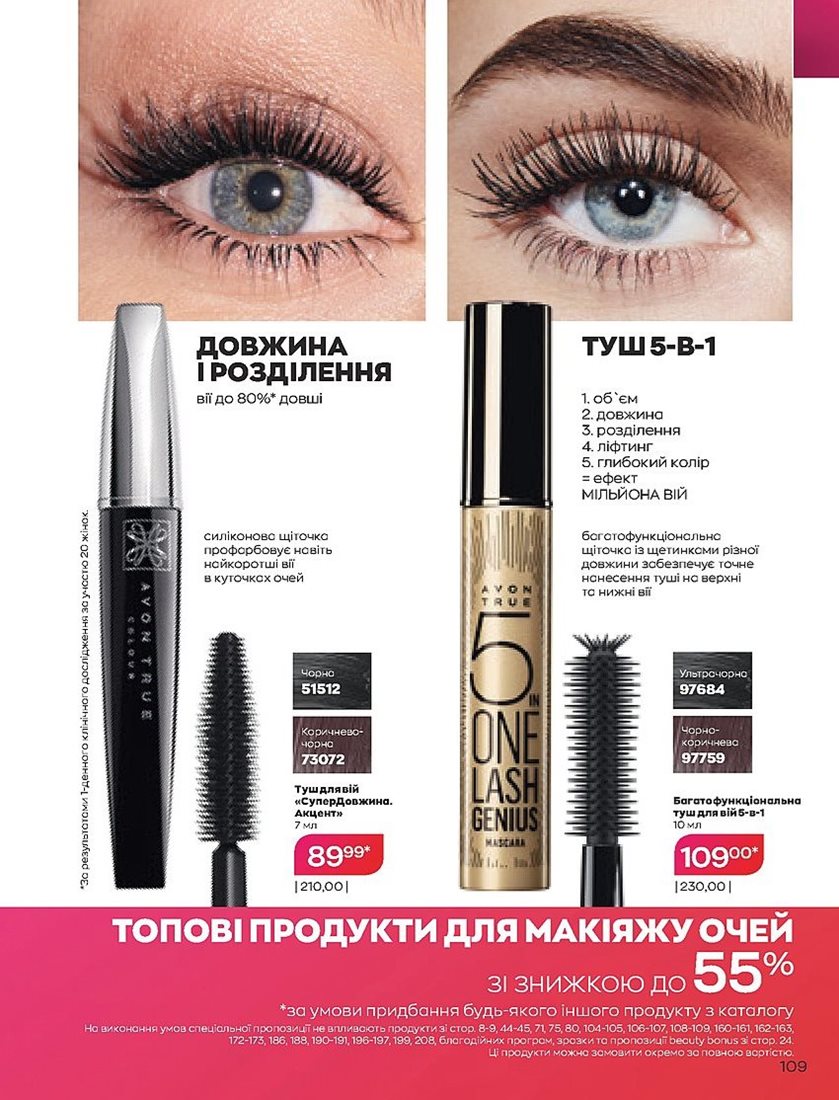 ДОВЖИНА
І РОЗДІЛЕННЯ
вії до 80%* довші
*За результатами 1-денного клінічного дослідження за участю 20 жінок.
силіконова щіточка
профарбовує навіть
найкоротші вії
в куточках очей
AVON TRUE
COLOUR
Чорна
51512
Коричнево-
чорна
73072
Туш для вій
«СуперДовжина.
Акцент»
7 мл
89⁹⁹*
|210,00|
ТУШ 5-В-1
1. об`єм
2. довжина
3. розділення
4. ліфтинг
5. глибокий колір
= ефект
МІЛЬЙОНА ВІЙ
багатофункціональна
щіточка із щетинками різної
довжини забезпечує точне
нанесення туші на верхні
та нижні вії
AVON
TRUE
5
IN
ONE
LASH
GENIUS
MASCARA
Ультрачорна
97684
Чорно-
коричнева
97759
Багатофункціональна
туш для вій 5-в-1
10 мл
109⁰⁰*
|230,00|
ТОПОВІ ПРОДУКТИ ДЛЯ МАКІЯЖУ ОЧЕЙ
ЗІ ЗНИЖКОЮ ДО 55%
*за умови придбання будь-якого іншого продукту з каталогу
На виконання умов спеціальної пропозиції не впливають продукти зі стор. 8-9, 44-45, 71, 75, 80, 104-105, 106-107, 108-109, 160-161, 162-163,
172-173, 186, 188, 190-191, 196-197, 199, 208, благодійних програм, зразки та пропозиції beauty bonus зі стор. 24.
Ці продукти можна замовити окремо за повною вартістю.
109